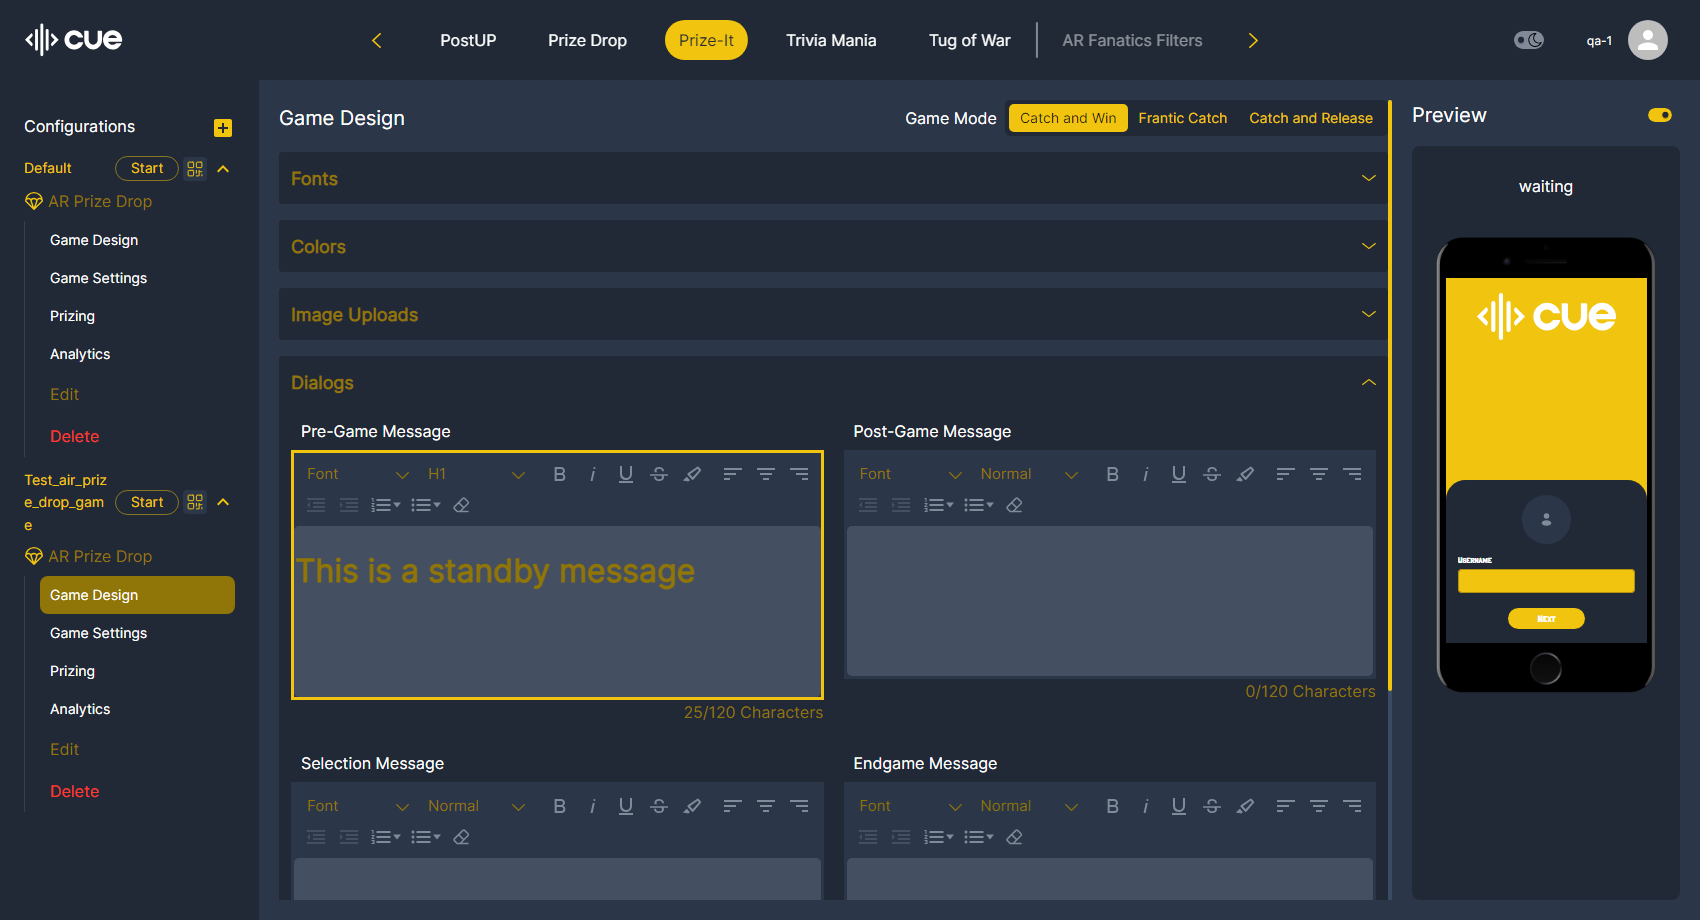 cue
PostUP
Prize Drop
Prize-It
Trivia Mania
Tug of War
AR Fanatics Filters
qa-1
Configurations
Default
Start
AR Prize Drop
Game Design
Game Settings
Prizing
Analytics
Edit
Delete
Test_air_priz
e_drop_gam
e
Start
AR Prize Drop
Game Design
Game Settings
Prizing
Analytics
Edit
Delete
Game Design
Game Mode
Catch and Win
Frantic Catch
Catch and Release
Fonts
Colors
Image Uploads
Dialogs
Pre-Game Message
Font
H1
This is a standby message
25/120 Characters
Post-Game Message
Font
Normal
0/120 Characters
Selection Message
Font
Normal
Endgame Message
Font
Normal
Preview
waiting
cue
Username
Next